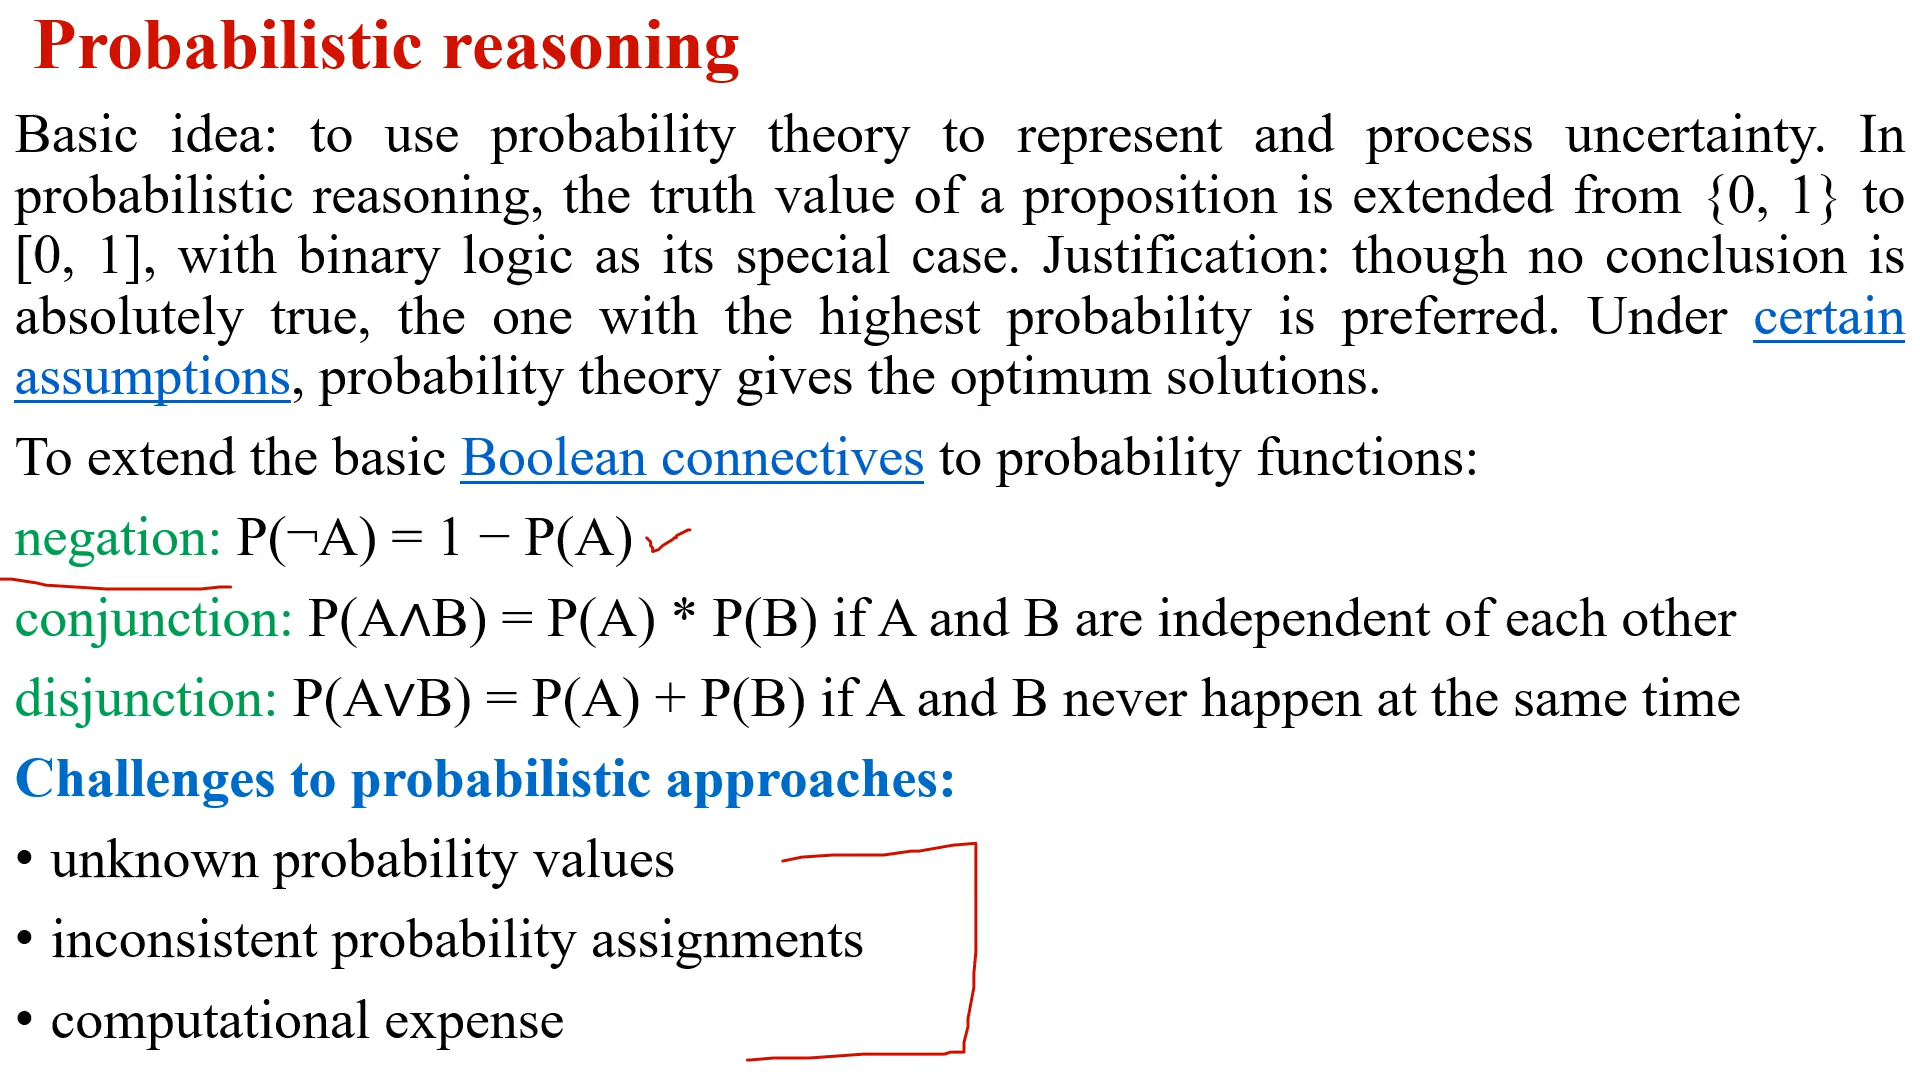 Probabilistic reasoning
Basic idea: to use probability theory to represent and process uncertainty. In
probabilistic reasoning, the truth value of a proposition is extended from {0, 1} to
[0, 1], with binary logic as its special case. Justification: though no conclusion is
absolutely true, the one with the highest probability is preferred. Under certain
assumptions, probability theory gives the optimum solutions.
To extend the basic Boolean connectives to probability functions:
negation: P(¬A) = 1 − P(A)
conjunction: P(A∧B) = P(A) * P(B) if A and B are independent of each other
disjunction: P(A∨B) = P(A) + P(B) if A and B never happen at the same time
Challenges to probabilistic approaches:
• unknown probability values
• inconsistent probability assignments
• computational expense